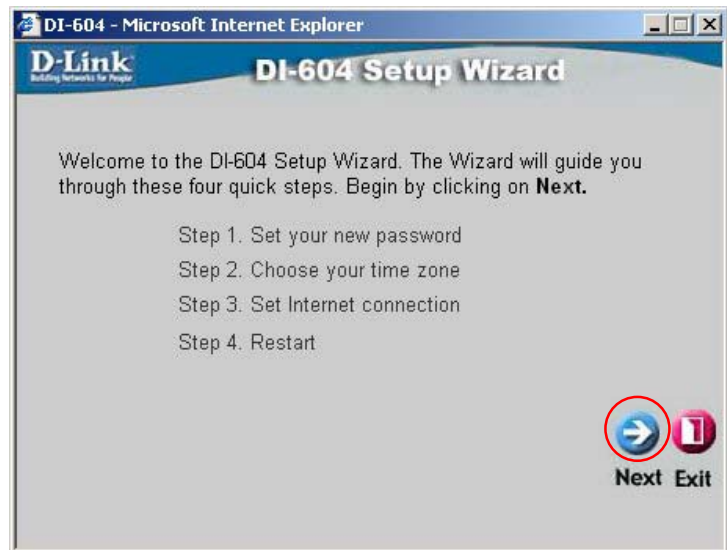 DI-604 - Microsoft Internet Explorer
D-Link
Building Networks for People
DI-604 Setup Wizard
Welcome to the DI-604 Setup Wizard. The Wizard will guide you
through these four quick steps. Begin by clicking on Next.
Step 1. Set your new password
Step 2. Choose your time zone
Step 3. Set Internet connection
Step 4. Restart
Next Exit